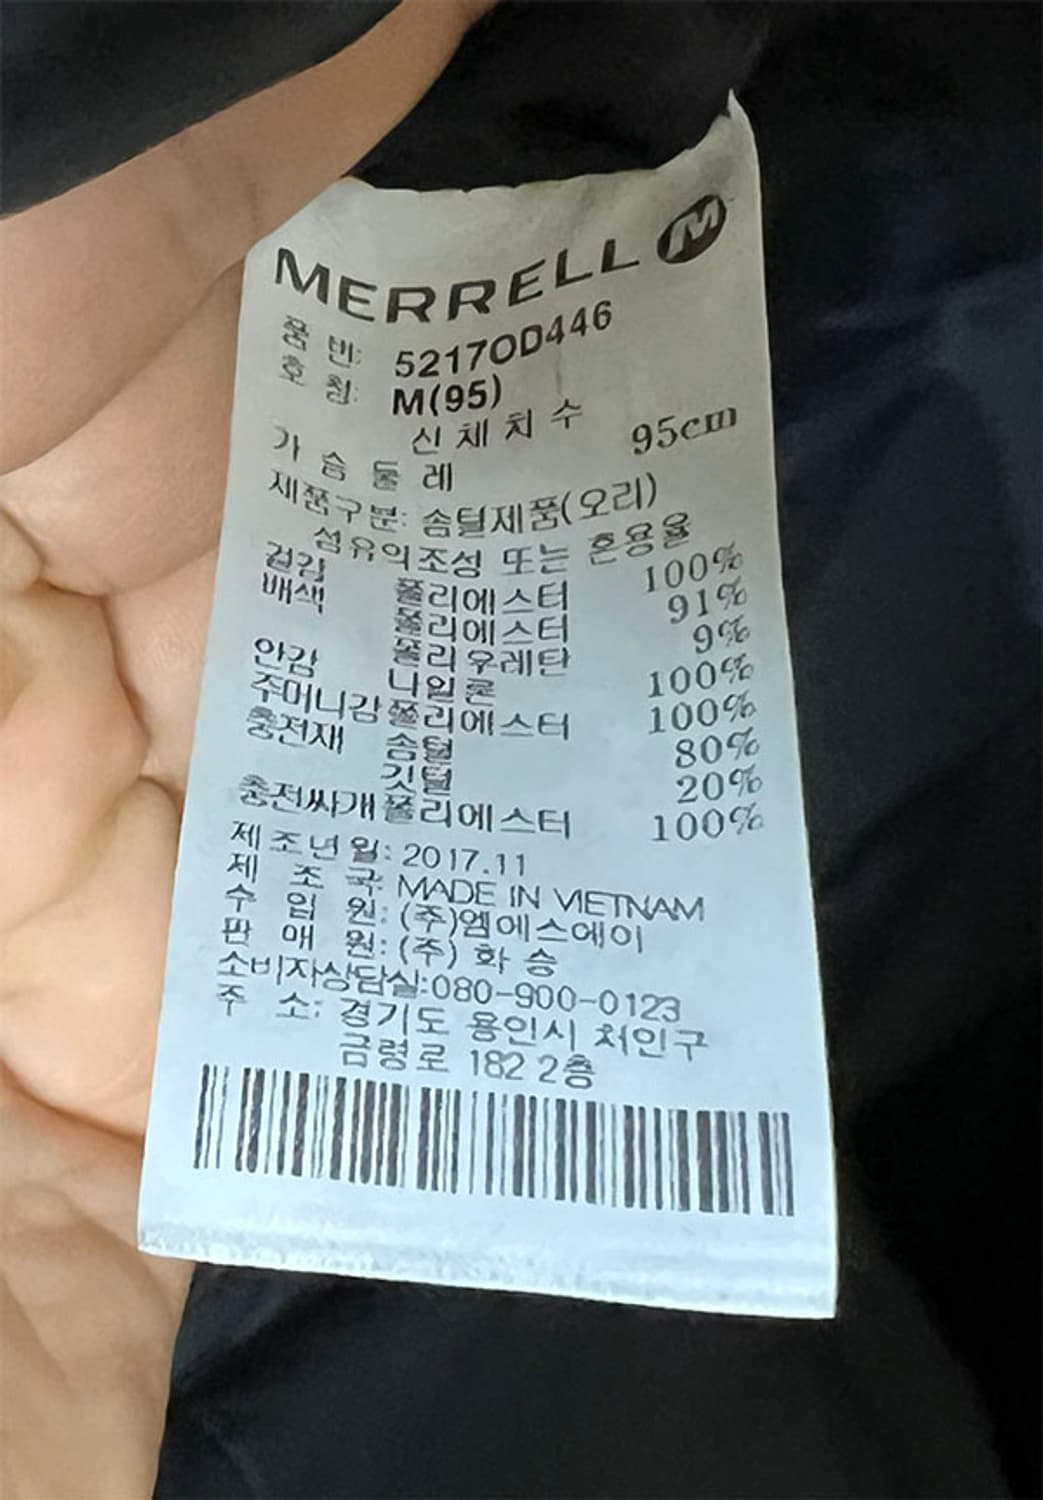 MERRELL M
품 번: 52170D446
호 칭: M(95)
신 체 치 수
가 슴 둘 레 95cm
제품구분: 솜털제품(오리)
섬유의조성 또는 혼용율
겉감 폴리에스터 100%
배색 폴리에스터 91%
폴리우레탄 9%
안감 나일론 100%
주머니감 폴리에스터 100%
충전재 솜털 80%
깃털 20%
충전싸개 폴리에스터 100%
제 조 년 월: 2017.11
제 조 국: MADE IN VIETNAM
수 입 원: (주)엠에스에이
판 매 원: (주) 화 승
소비자상담실:080-900-0123
주 소: 경기도 용인시 처인구
금령로 182 2층